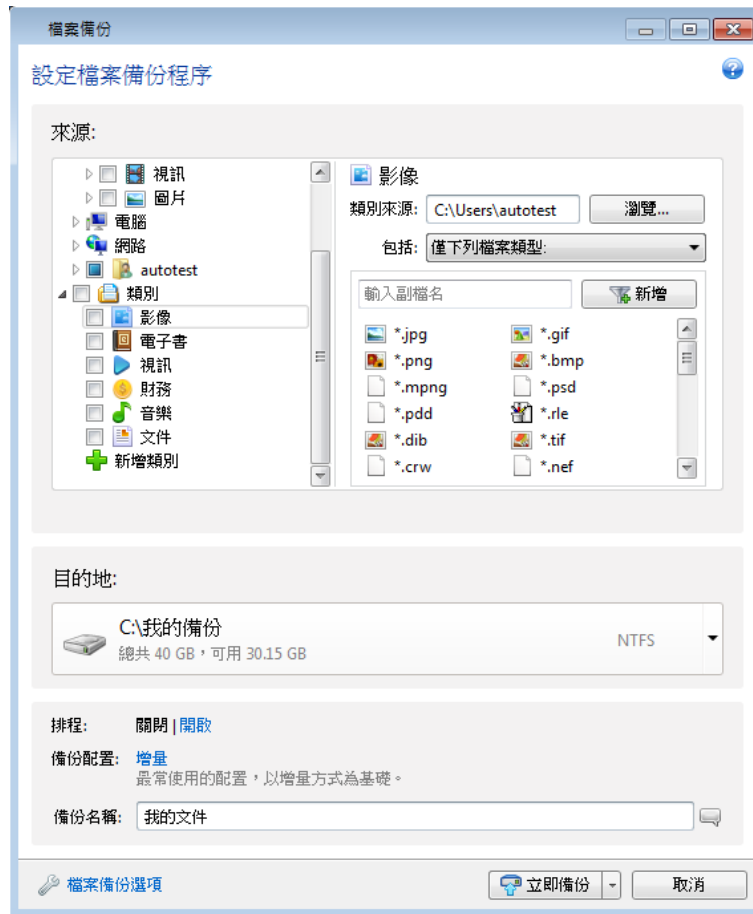 檔案備份
設定檔案備份程序
來源:
視訊
圖片
電腦
網路
autotest
類別
影像
電子書
視訊
財務
音樂
文件
新增類別
影像
類別來源: C:\Users\autotest 瀏覽...
包括: 僅下列檔案類型:
輸入副檔名 新增
*.jpg *.gif
*.png *.bmp
*.mpng *.psd
*.pdd *.rle
*.dib *.tif
*.crw *.nef
目的地:
C:\我的備份
總共 40 GB，可用 30.15 GB
NTFS
排程: 關閉 | 開啟
備份配置: 增量
最常使用的配置，以增量方式為基礎。
備份名稱: 我的文件
檔案備份選項 立即備份 取消